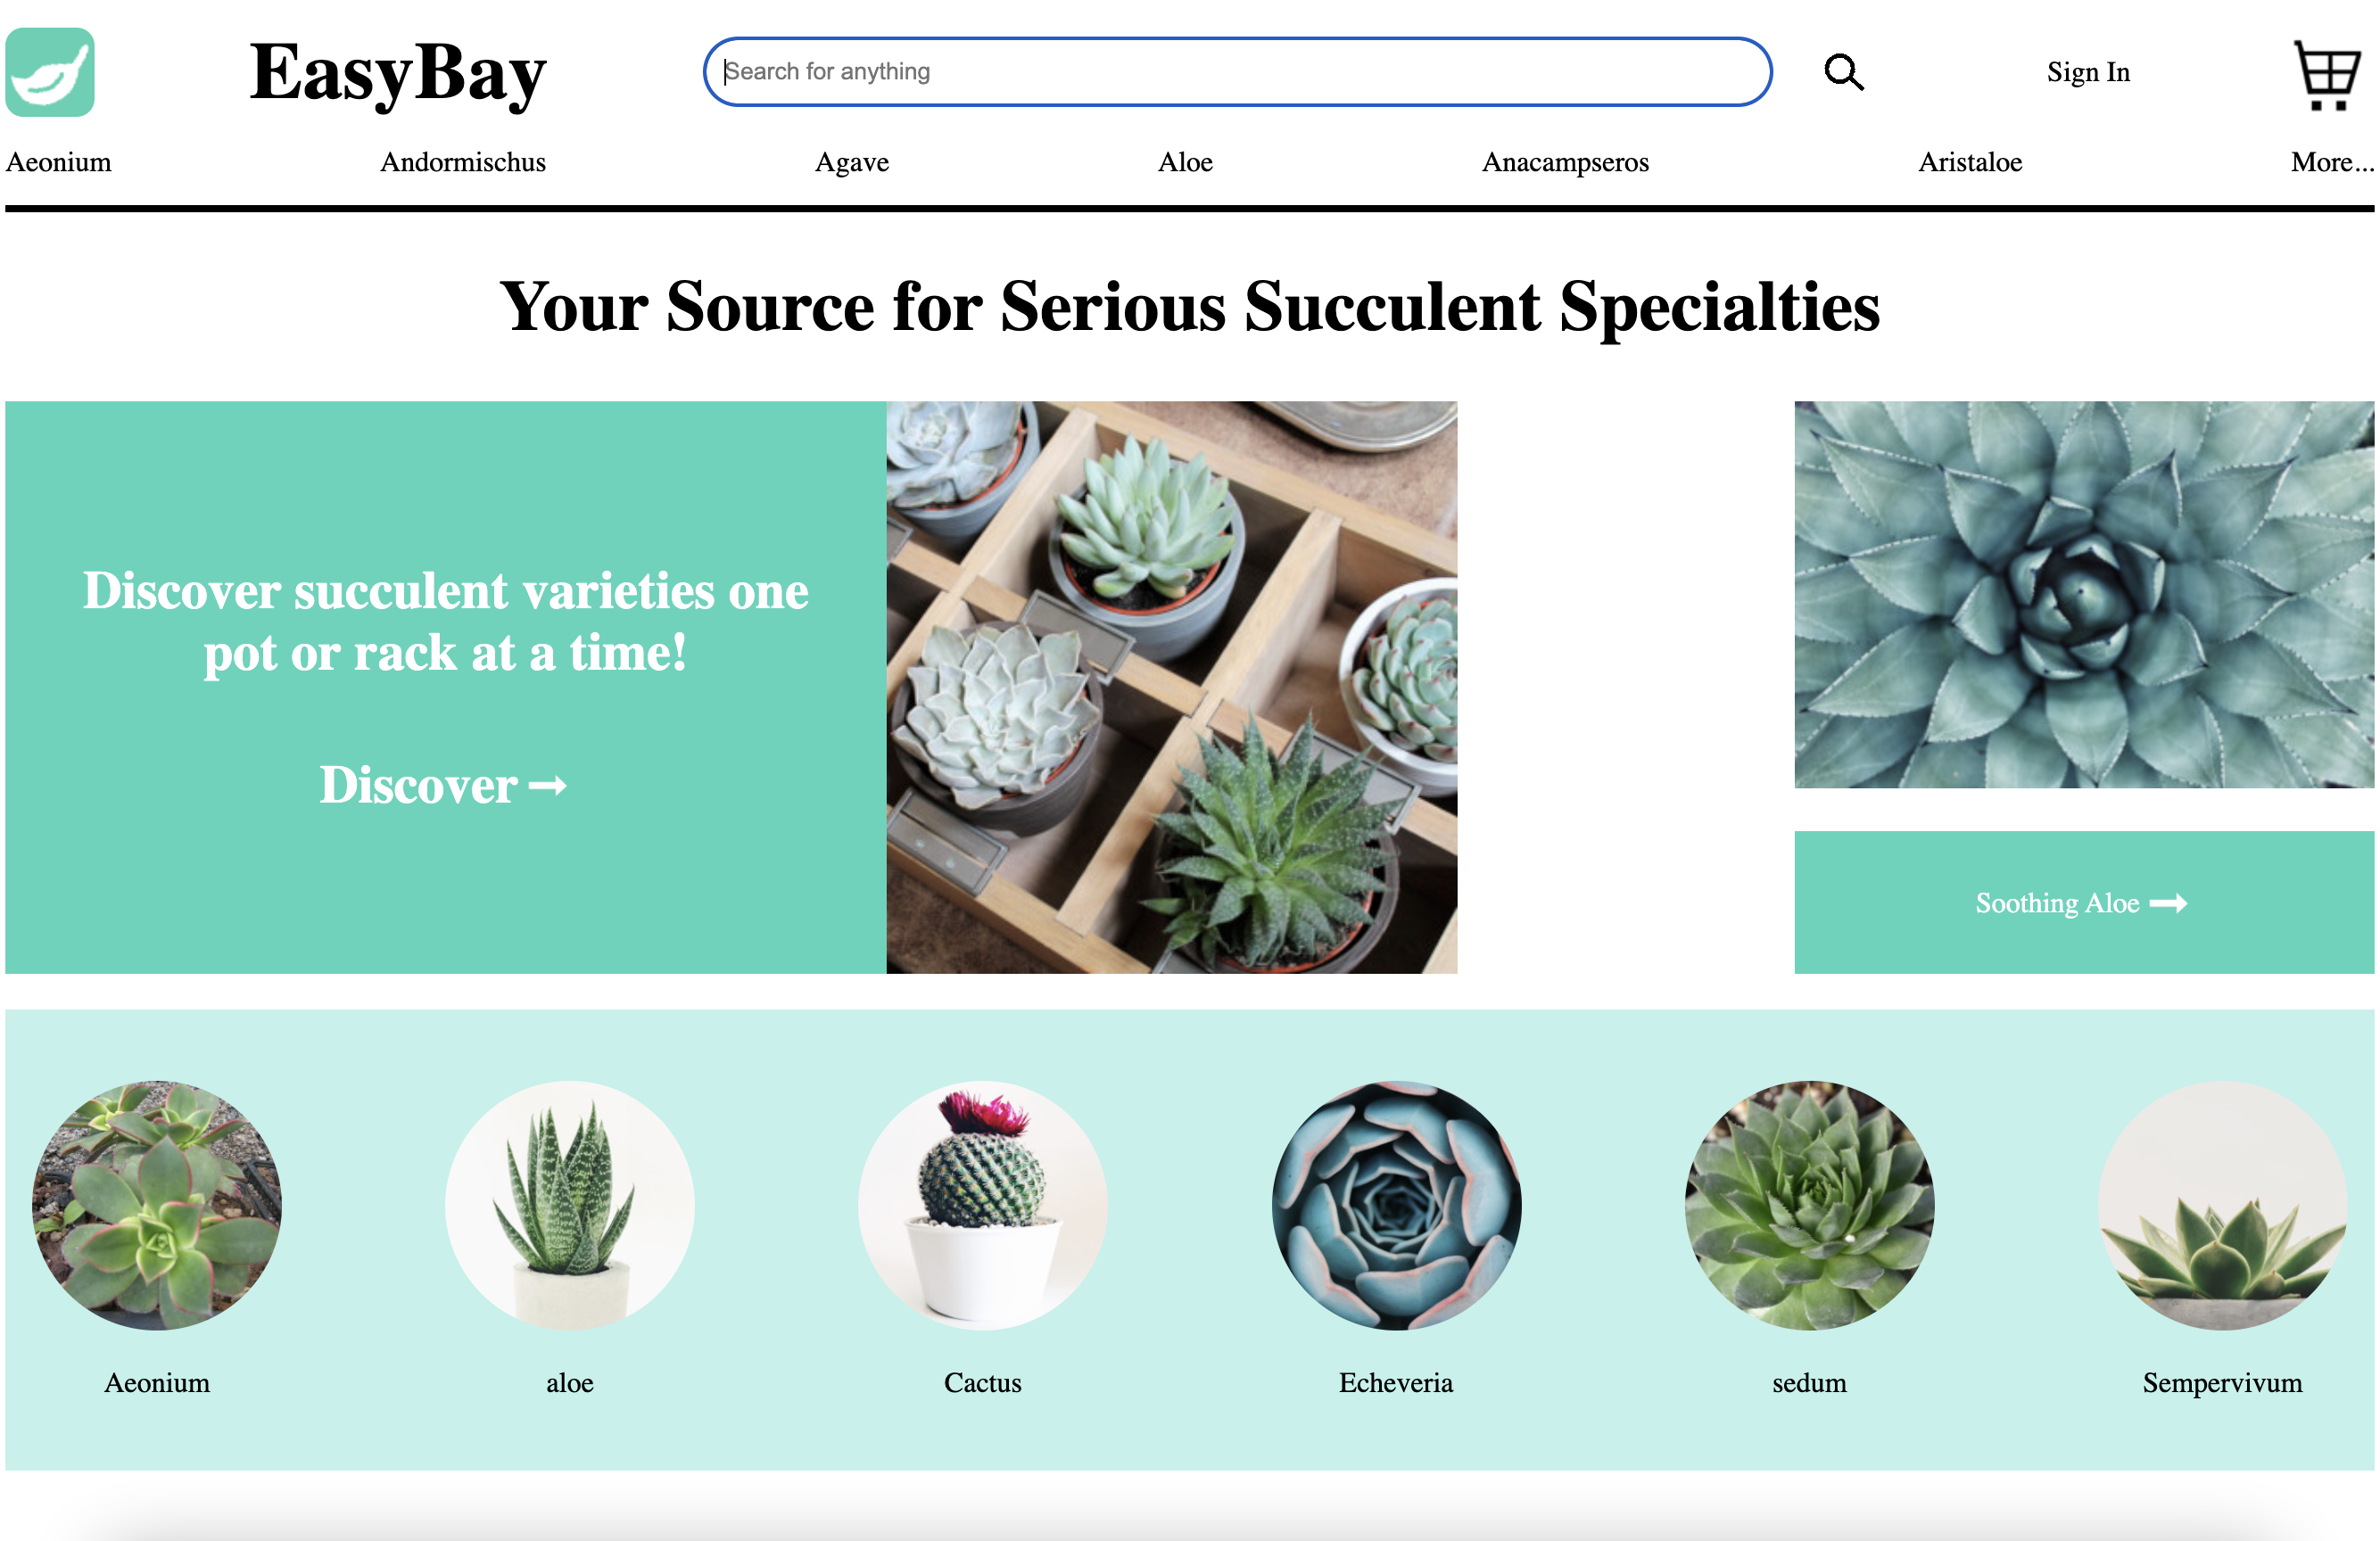 EasyBay
Search for anything
Sign In
Aeonium
Andormischus
Agave
Aloe
Anacampseros
Aristaloe
More...
Your Source for Serious Succulent Specialties
Discover succulent varieties one
pot or rack at a time!
Discover →
Soothing Aloe →
Aeonium
aloe
Cactus
Echeveria
sedum
Sempervivum